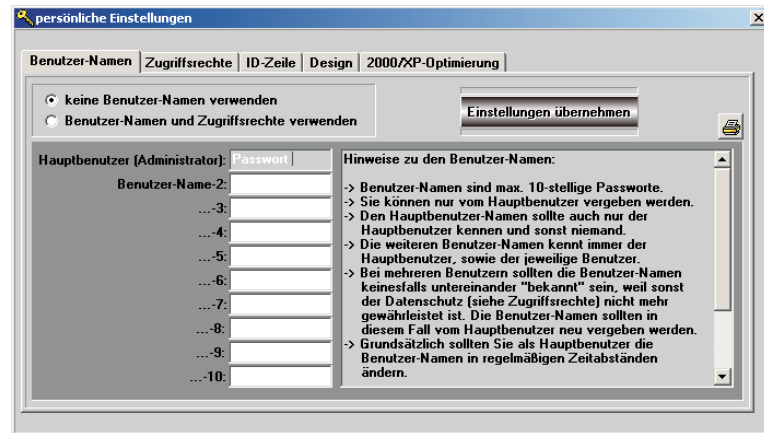 persönliche Einstellungen
Benutzer-Namen Zugriffsrechte ID-Zeile Design 2000/XP-Optimierung
keine Benutzer-Namen verwenden
Benutzer-Namen und Zugriffsrechte verwenden
Einstellungen übernehmen
Hauptbenutzer (Administrator): Passwort
Benutzer-Name-2:
...-3:
...-4:
...-5:
...-6:
...-7:
...-8:
...-9:
...-10:
Hinweise zu den Benutzer-Namen:
-> Benutzer-Namen sind max. 10-stellige Passworte.
-> Sie können nur vom Hauptbenutzer vergeben werden.
-> Den Hauptbenutzer-Namen sollte auch nur der
Hauptbenutzer kennen und sonst niemand.
-> Die weiteren Benutzer-Namen kennt immer der
Hauptbenutzer, sowie der jeweilige Benutzer.
-> Bei mehreren Benutzern sollten die Benutzer-Namen
keinesfalls untereinander "bekannt" sein, weil sonst
der Datenschutz (siehe Zugriffsrechte) nicht mehr
gewährleistet ist. Die Benutzer-Namen sollten in
diesem Fall vom Hauptbenutzer neu vergeben werden.
-> Grundsätzlich sollten Sie als Hauptbenutzer die
Benutzer-Namen in regelmäßigen Zeitabständen
ändern.